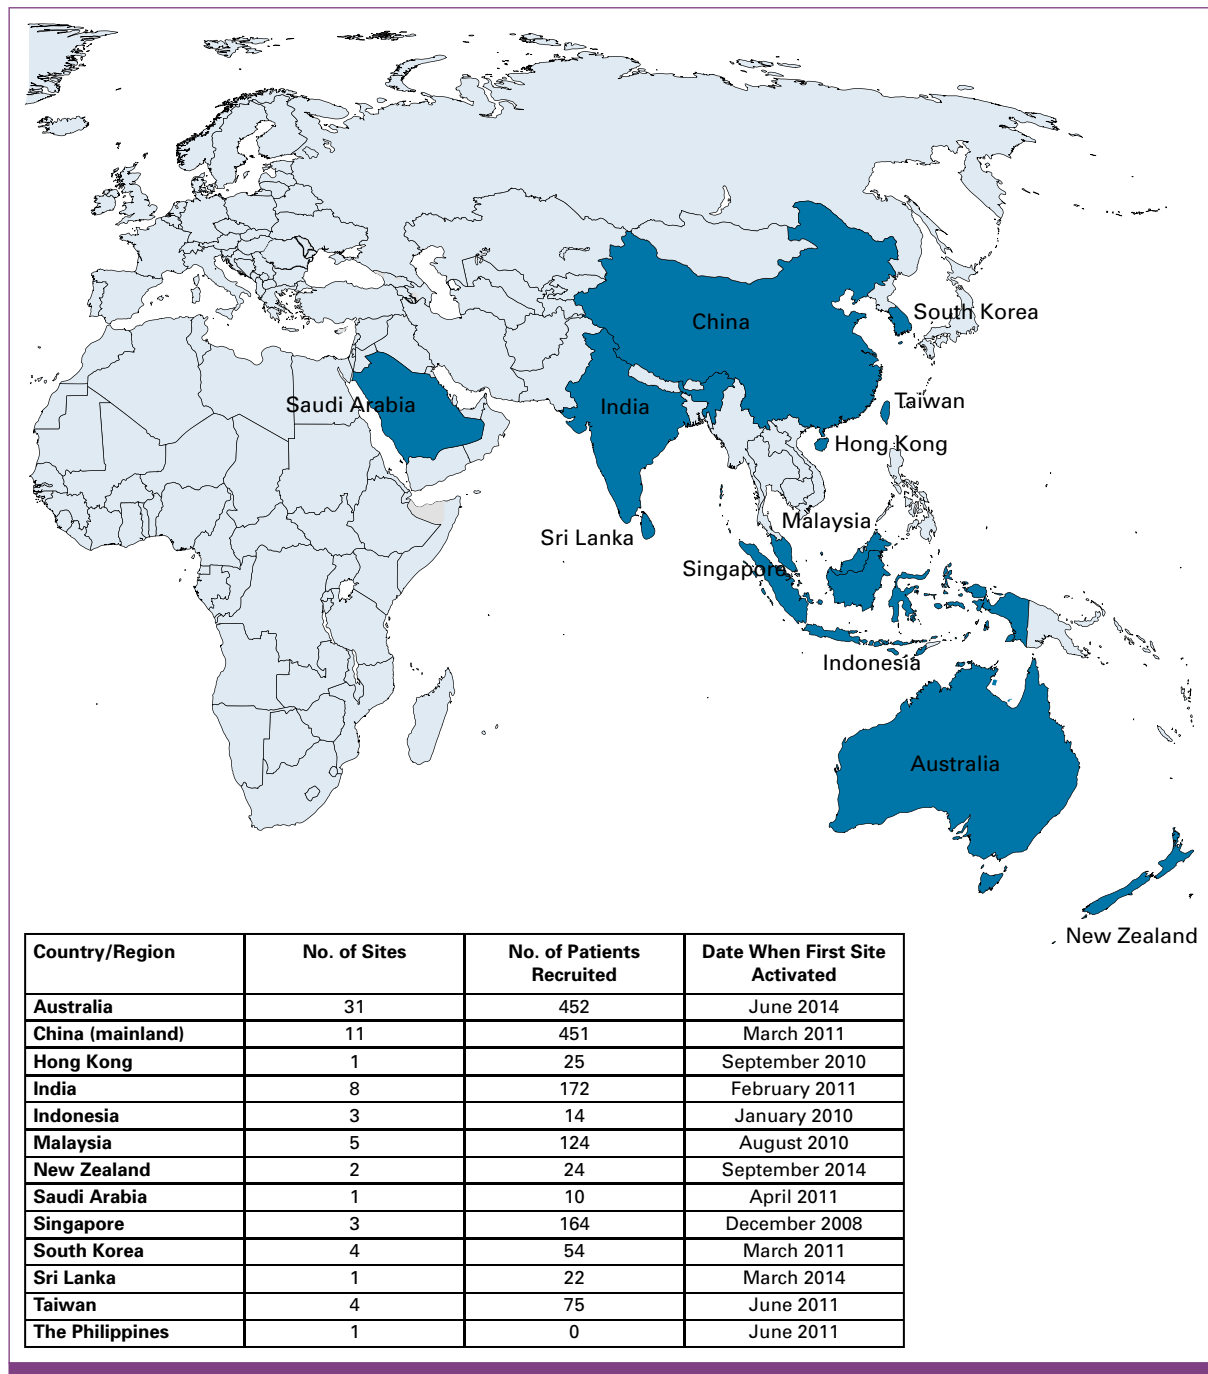 South Korea
China
Saudi Arabia
India
Taiwan
Hong Kong
Malaysia
Sri Lanka
Singapore
Indonesia
Australia
New Zealand
Country/Region No. of Sites No. of Patients Recruited Date When First Site Activated
Australia 31 452 June 2014
China (mainland) 11 451 March 2011
Hong Kong 1 25 September 2010
India 8 172 February 2011
Indonesia 3 14 January 2010
Malaysia 5 124 August 2010
New Zealand 2 24 September 2014
Saudi Arabia 1 10 April 2011
Singapore 3 164 December 2008
South Korea 4 54 March 2011
Sri Lanka 1 22 March 2014
Taiwan 4 75 June 2011
The Philippines 1 0 June 2011